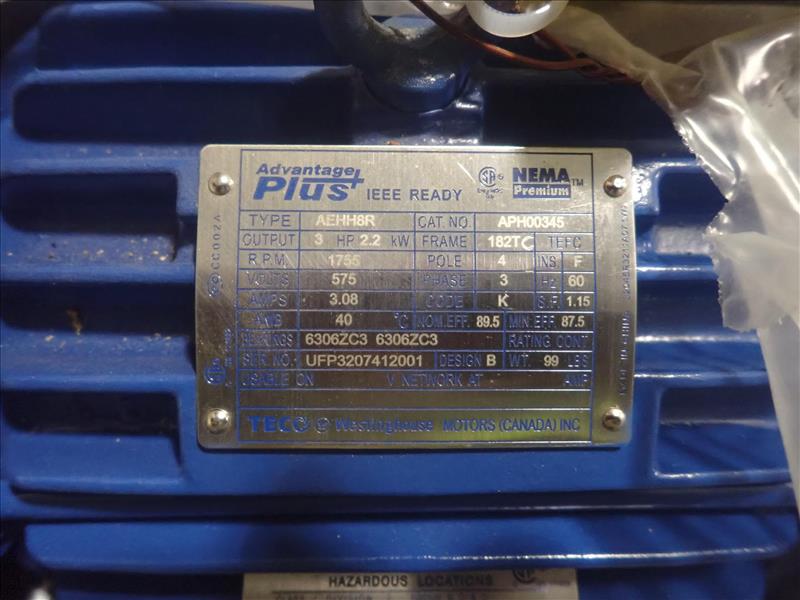 Advantage
Plus+ IEEE READY SA NEMA™ Premium
TYPE AEHH8R CAT. NO. APH00345
OUTPUT 3 HP 2.2 kW FRAME 182TC TEFC
R.P.M. 1755 POLE 4 INS F
VOLTS 575 PHASE 3 HZ 60
AMPS 3.08 CODE K S.F. 1.15
AMB 40 °C NOM.EFF. 89.5 MIN.EFF. 87.5
BEARINGS 6306ZC3 6306ZC3 RATING CONT
SER. NO. UFP3207412001 DESIGN B WT. 99 LBS
USABLE ON V NETWORK AT AMP
TECO Westinghouse MOTORS (CANADA) INC
CC002A
HAZARDOUS LOCATIONS